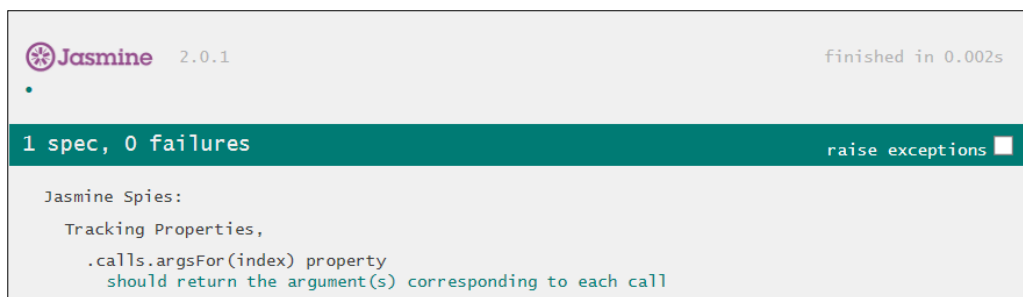 Jasmine 2.0.1 finished in 0.002s
1 spec, 0 failures raise exceptions
Jasmine Spies:
Tracking Properties,
.calls.argsFor(index) property
should return the argument(s) corresponding to each call